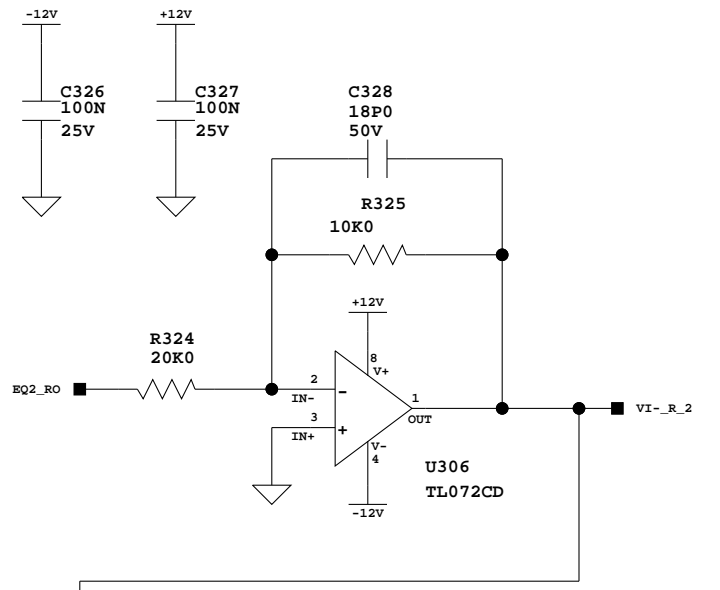 -12V
+12V
C326
100N
25V
C327
100N
25V
C328
18P0
50V
R325
10K0
+12V
R324
20K0
8
V+
EQ2_RO
2
-
IN-
1
OUT
VI-_R_2
3
+
IN+
V-
4
U306
TL072CD
-12V